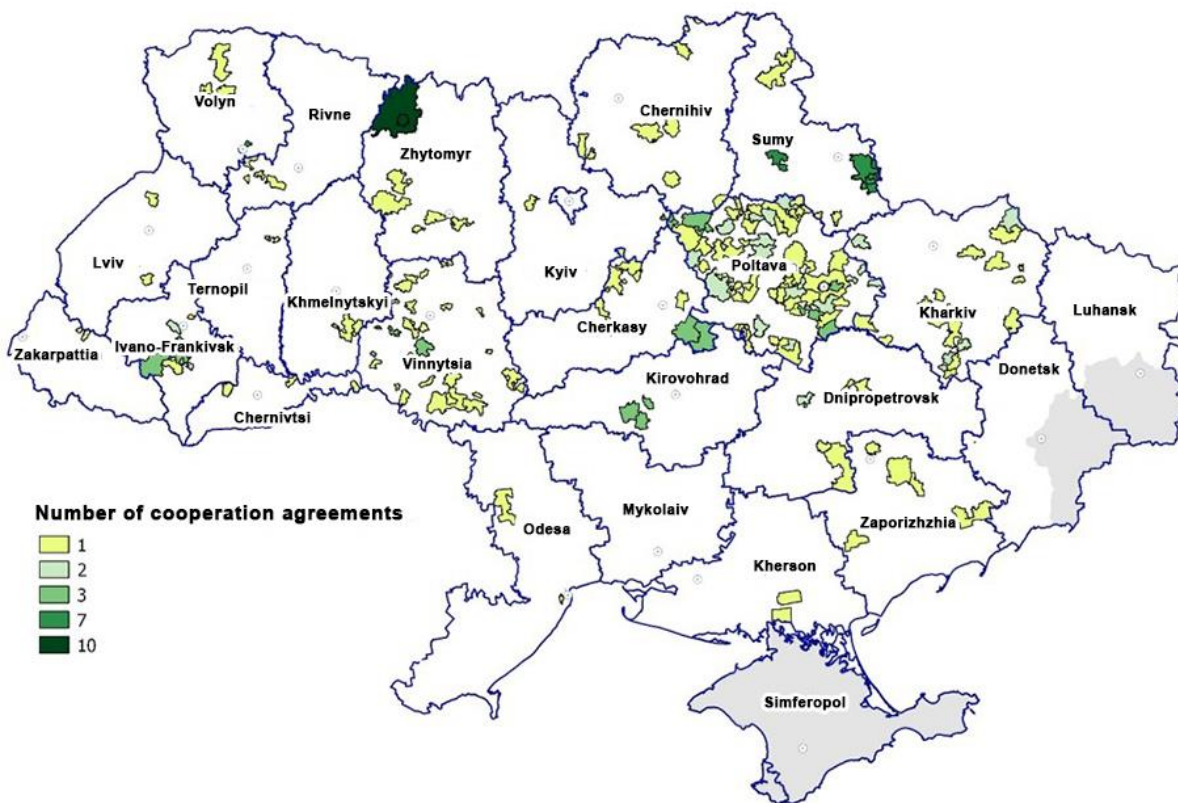 Volyn
Rivne
Zhytomyr
Chernihiv
Sumy
Lviv
Ternopil
Khmelnytskyi
Kyiv
Poltava
Kharkiv
Luhansk
Zakarpattia
Ivano-Frankivsk
Vinnytsia
Cherkasy
Kirovohrad
Donetsk
Chernivtsi
Dnipropetrovsk
Odesa
Mykolaiv
Zaporizhzhia
Kherson
Simferopol
Number of cooperation agreements
1
2
3
7
10